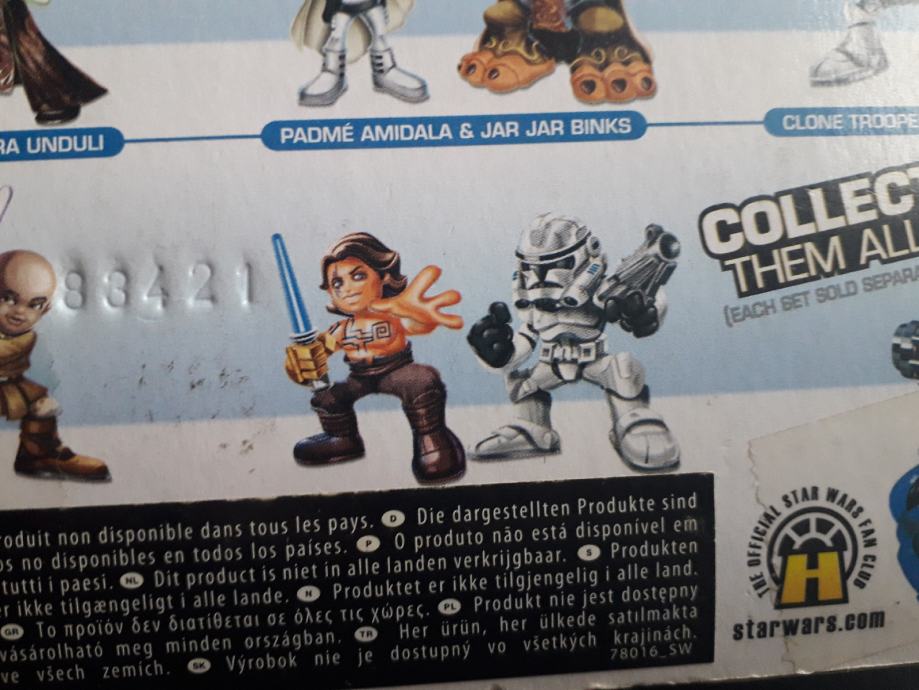 RA UNDULI
PADMÉ AMIDALA & JAR JAR BINKS
CLONE TROOPE
83421
COLLECT
THEM ALL
(EACH SET SOLD SEPARA
roduit non disponible dans tous les pays. D Die dargestellten Produkte sind
os no disponibles en todos los países. P O produto não está disponível em
tutti i paesi. NL Dit product is niet in alle landen verkrijgbaar. S Produkten
er ikke tilgængeligt i alle lande. N Produktet er ikke tilgjengelig i alle land.
GR Το προϊόν δεν διατίθεται σε όλες τις χώρες. PL Produkt nie jest dostępny
vásárolható meg minden országban. TR Her ürün, her ülkede satılmakta
ve všech zemích. SK Výrobok nie je dostupný vo všetkých krajinách.
78016_SW
THE OFFICIAL STAR WARS FAN CLUB
H
starwars.com